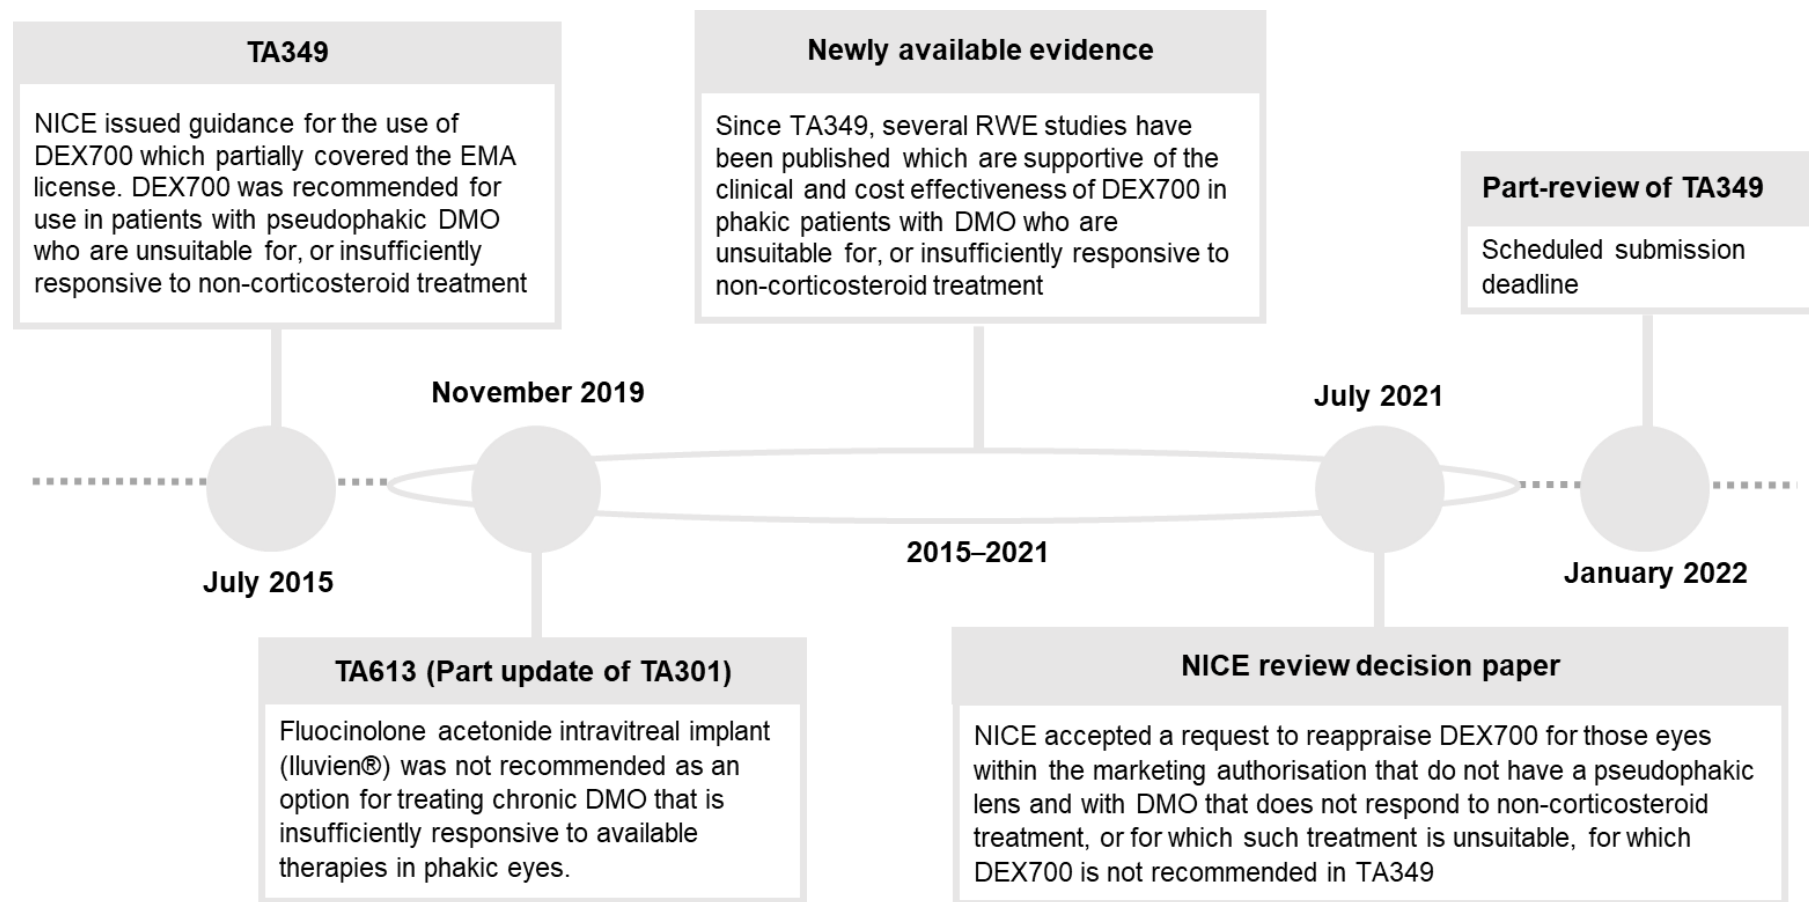 TA349
NICE issued guidance for the use of
DEX700 which partially covered the EMA
license. DEX700 was recommended for
use in patients with pseudophakic DMO
who are unsuitable for, or insufficiently
responsive to non-corticosteroid treatment
Newly available evidence
Since TA349, several RWE studies have
been published which are supportive of the
clinical and cost effectiveness of DEX700 in
phakic patients with DMO who are
unsuitable for, or insufficiently responsive to
non-corticosteroid treatment
Part-review of TA349
Scheduled submission
deadline
November 2019
July 2021
July 2015
2015–2021
January 2022
TA613 (Part update of TA301)
Fluocinolone acetonide intravitreal implant
(Iluvien®) was not recommended as an
option for treating chronic DMO that is
insufficiently responsive to available
therapies in phakic eyes.
NICE review decision paper
NICE accepted a request to reappraise DEX700 for those eyes
within the marketing authorisation that do not have a pseudophakic
lens and with DMO that does not respond to non-corticosteroid
treatment, or for which such treatment is unsuitable, for which
DEX700 is not recommended in TA349